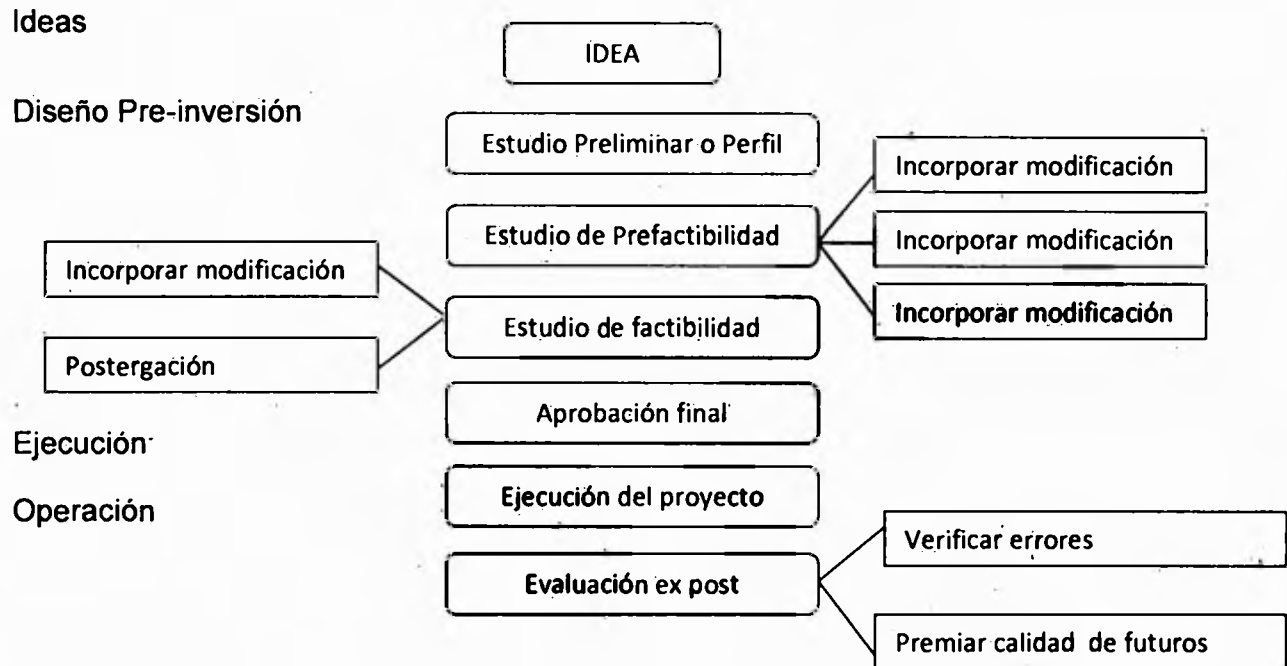 Ideas
IDEA
Diseño Pre-inversión
Estudio Preliminar o Perfil
Incorporar modificación
Estudio de Prefactibilidad
Incorporar modificación
Incorporar modificación
Incorporar modificación
Estudio de factibilidad
Postergación
Aprobación final
Ejecución
Ejecución del proyecto
Operación
Verificar errores
Evaluación ex post
Premiar calidad de futuros